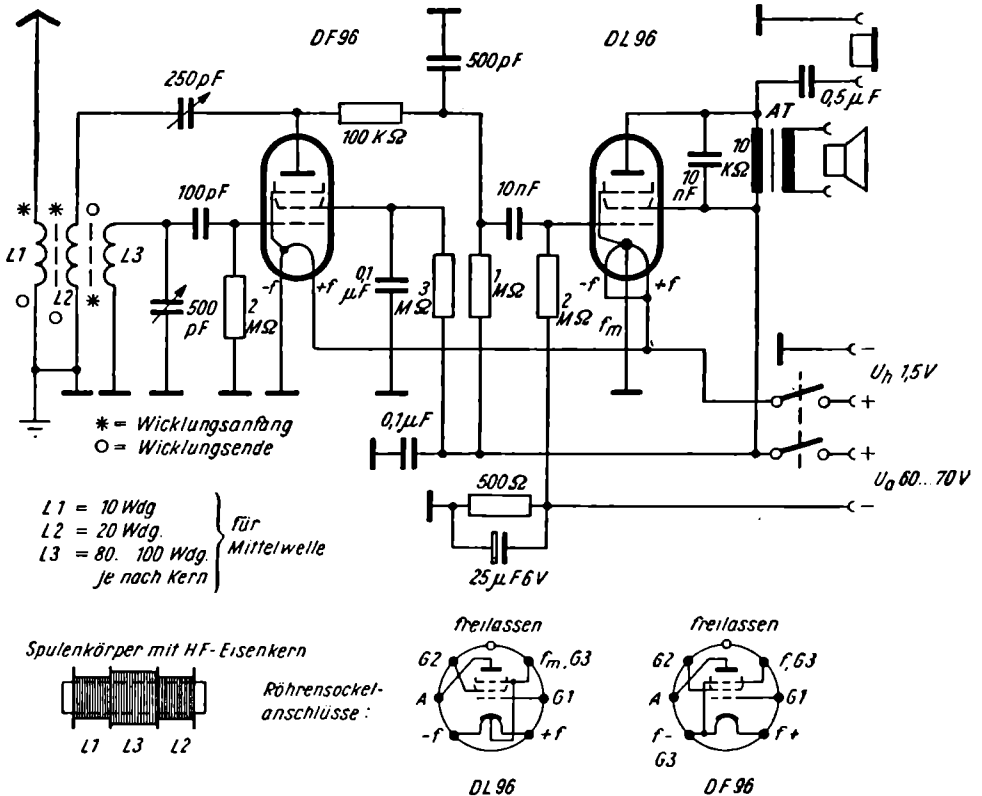 DF96
DL96
250pF
500pF
0,5µF
AT
100KΩ
10
KΩ
10
nF
100pF
10nF
* * ○
L1
L3
L2
○ ○ *
500
pF
2
MΩ
-f
+f
0,1
µF
3
MΩ
1
MΩ
2
MΩ
-f
+f
fm
-
Uh 1,5V
+
+
Ua 60...70V
-
0,1µF
* = Wicklungsanfang
○ = Wicklungsende
500Ω
25µF6V
L1 = 10 Wdg
L2 = 20 Wdg.
L3 = 80. 100 Wdg.
je nach Kern
für
Mittelwelle
Spulenkörper mit HF-Eisenkern
L1 L3 L2
Röhrensockel-
anschlüsse :
freilassen
G2
fm, G3
A
G1
-f
+f
DL96
freilassen
G2
f, G3
A
G1
f-
G3
f+
DF96